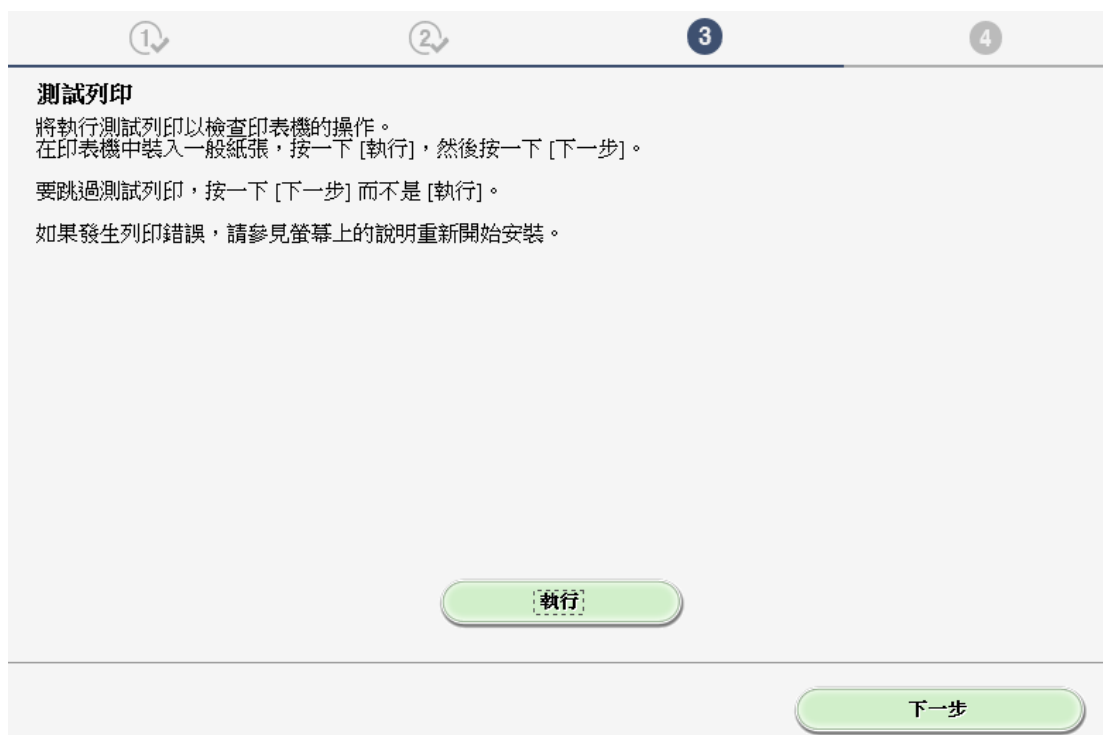 1 2 3 4
測試列印
將執行測試列印以檢查印表機的操作。
在印表機中裝入一般紙張，按一下 [執行]，然後按一下 [下一步]。
要跳過測試列印，按一下 [下一步] 而不是 [執行]。
如果發生列印錯誤，請參見螢幕上的說明重新開始安裝。
執行
下一步